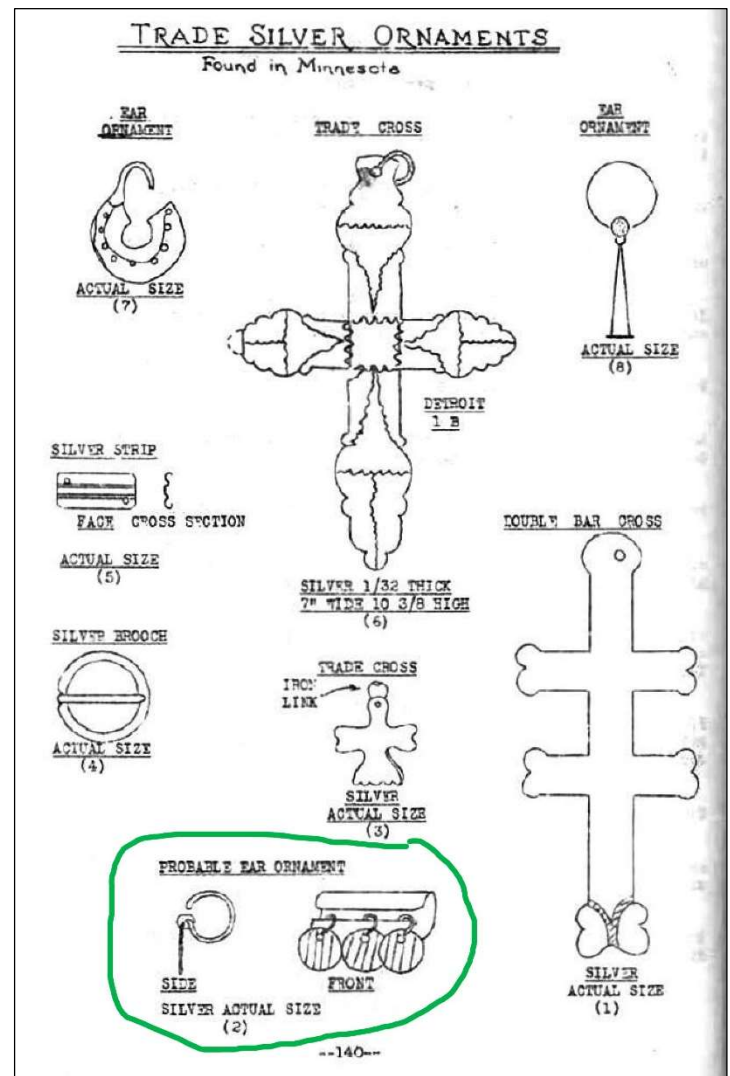 TRADE SILVER ORNAMENTS
Found in Minnesota
EAR
ORNAMENT
ACTUAL SIZE
(7)
TRADE CROSS
DETROIT
1 B
SILVER 1/32 THICK
7" WIDE 10 3/8 HIGH
(6)
EAR
ORNAMENT
ACTUAL SIZE
(8)
SILVER STRIP
FACE CROSS SECTION
ACTUAL SIZE
(5)
SILVER BROOCH
ACTUAL SIZE
(4)
TRADE CROSS
IRON
LINK
SILVER
ACTUAL SIZE
(3)
DOUBLE BAR CROSS
SILVER
ACTUAL SIZE
(1)
PROBABLE EAR ORNAMENT
SIDE
FRONT
SILVER ACTUAL SIZE
(2)
--140--